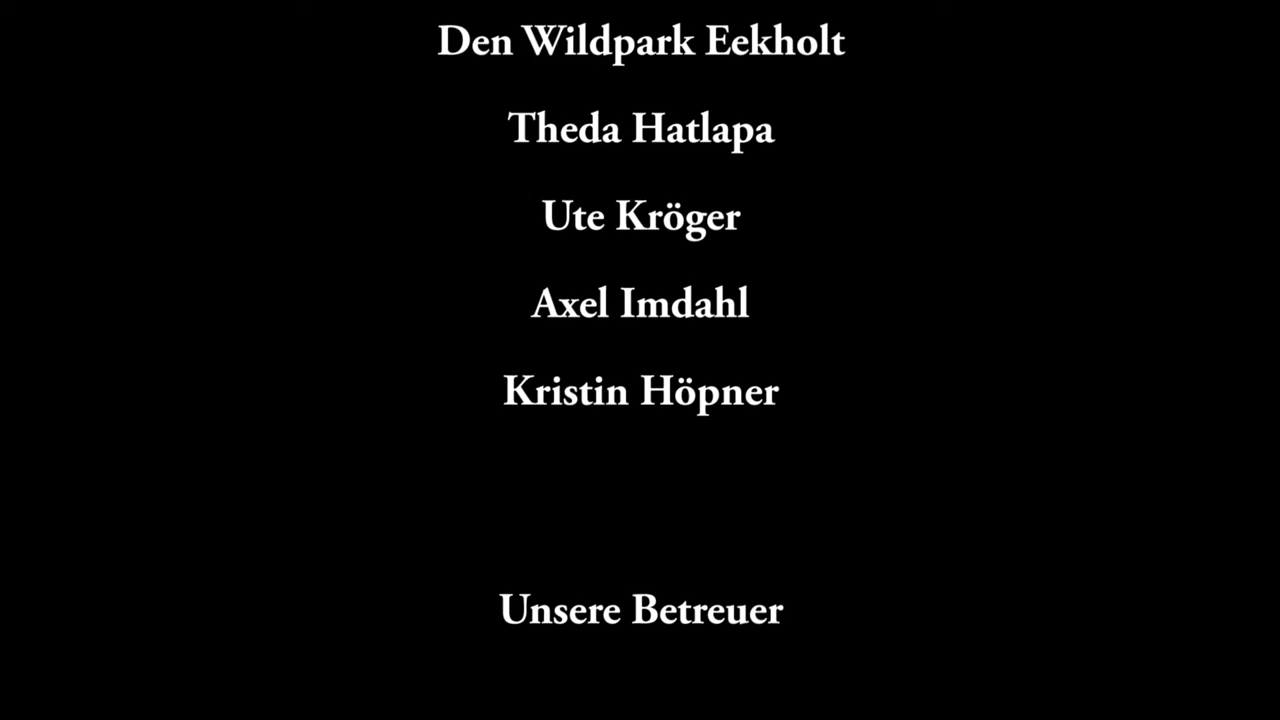 Den Wildpark Eekholt
Theda Hatlapa
Ute Kröger
Axel Imdahl
Kristin Höpner
Unsere Betreuer